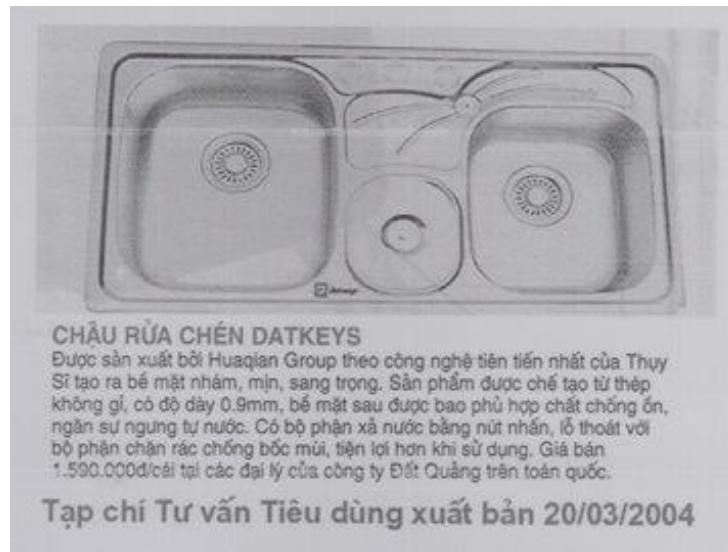 CHẬU RỬA CHÉN DATKEYS
Được sản xuất bởi Huaqian Group theo công nghệ tiên tiến nhất của Thụy
Sĩ tạo ra bề mặt nhám, mịn, sang trọng. Sản phẩm được chế tạo từ thép
không gỉ, có độ dày 0.9mm, bề mặt sau được bao phủ hợp chất chống ồn,
ngăn sự ngưng tụ nước. Có bộ phận xả nước bằng nút nhấn, lỗ thoát với
bộ phận chặn rác chống bốc mùi, tiện lợi hơn khi sử dụng. Giá bán
1.590.000đ/cái tại các đại lý của công ty Đất Quảng trên toàn quốc.
Tạp chí Tư vấn Tiêu dùng xuất bản 20/03/2004